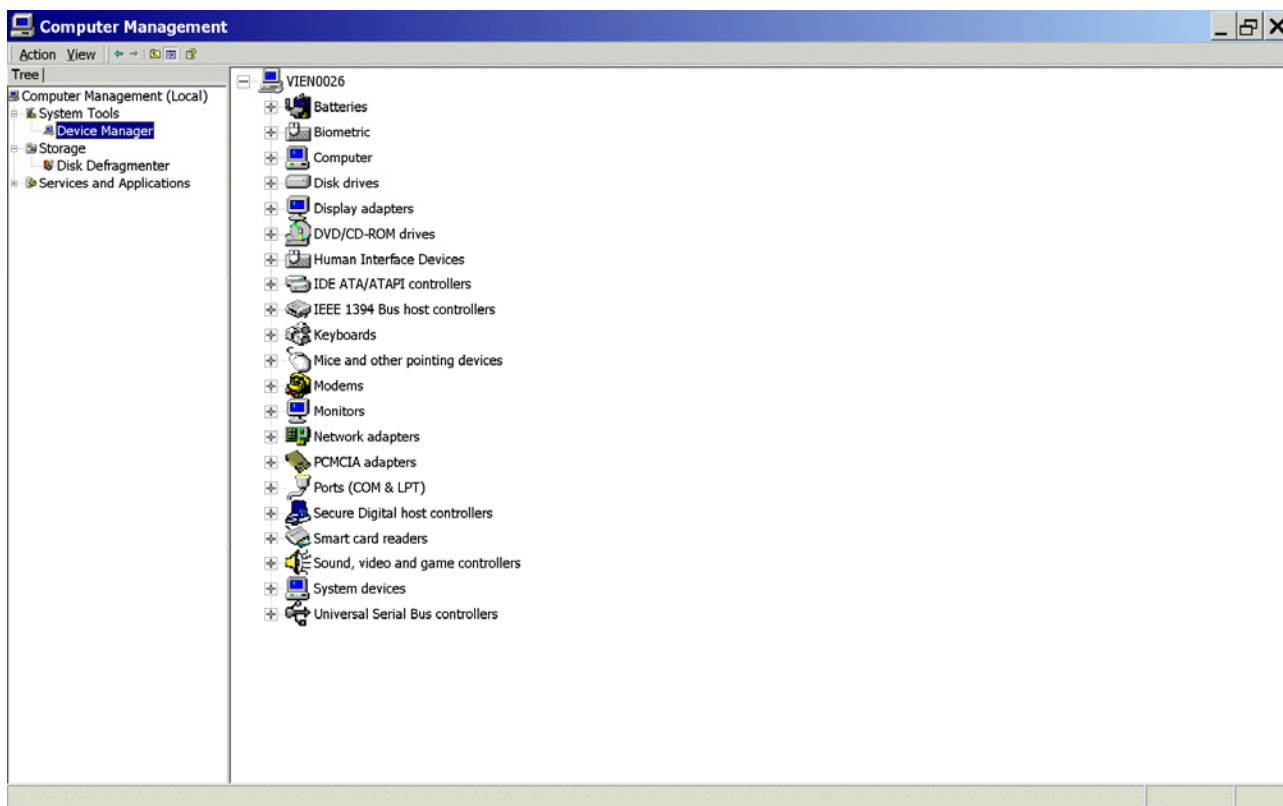 Computer Management
Action View
Tree
Computer Management (Local)
System Tools
Device Manager
Storage
Disk Defragmenter
Services and Applications
VIEN0026
Batteries
Biometric
Computer
Disk drives
Display adapters
DVD/CD-ROM drives
Human Interface Devices
IDE ATA/ATAPI controllers
IEEE 1394 Bus host controllers
Keyboards
Mice and other pointing devices
Modems
Monitors
Network adapters
PCMCIA adapters
Ports (COM & LPT)
Secure Digital host controllers
Smart card readers
Sound, video and game controllers
System devices
Universal Serial Bus controllers